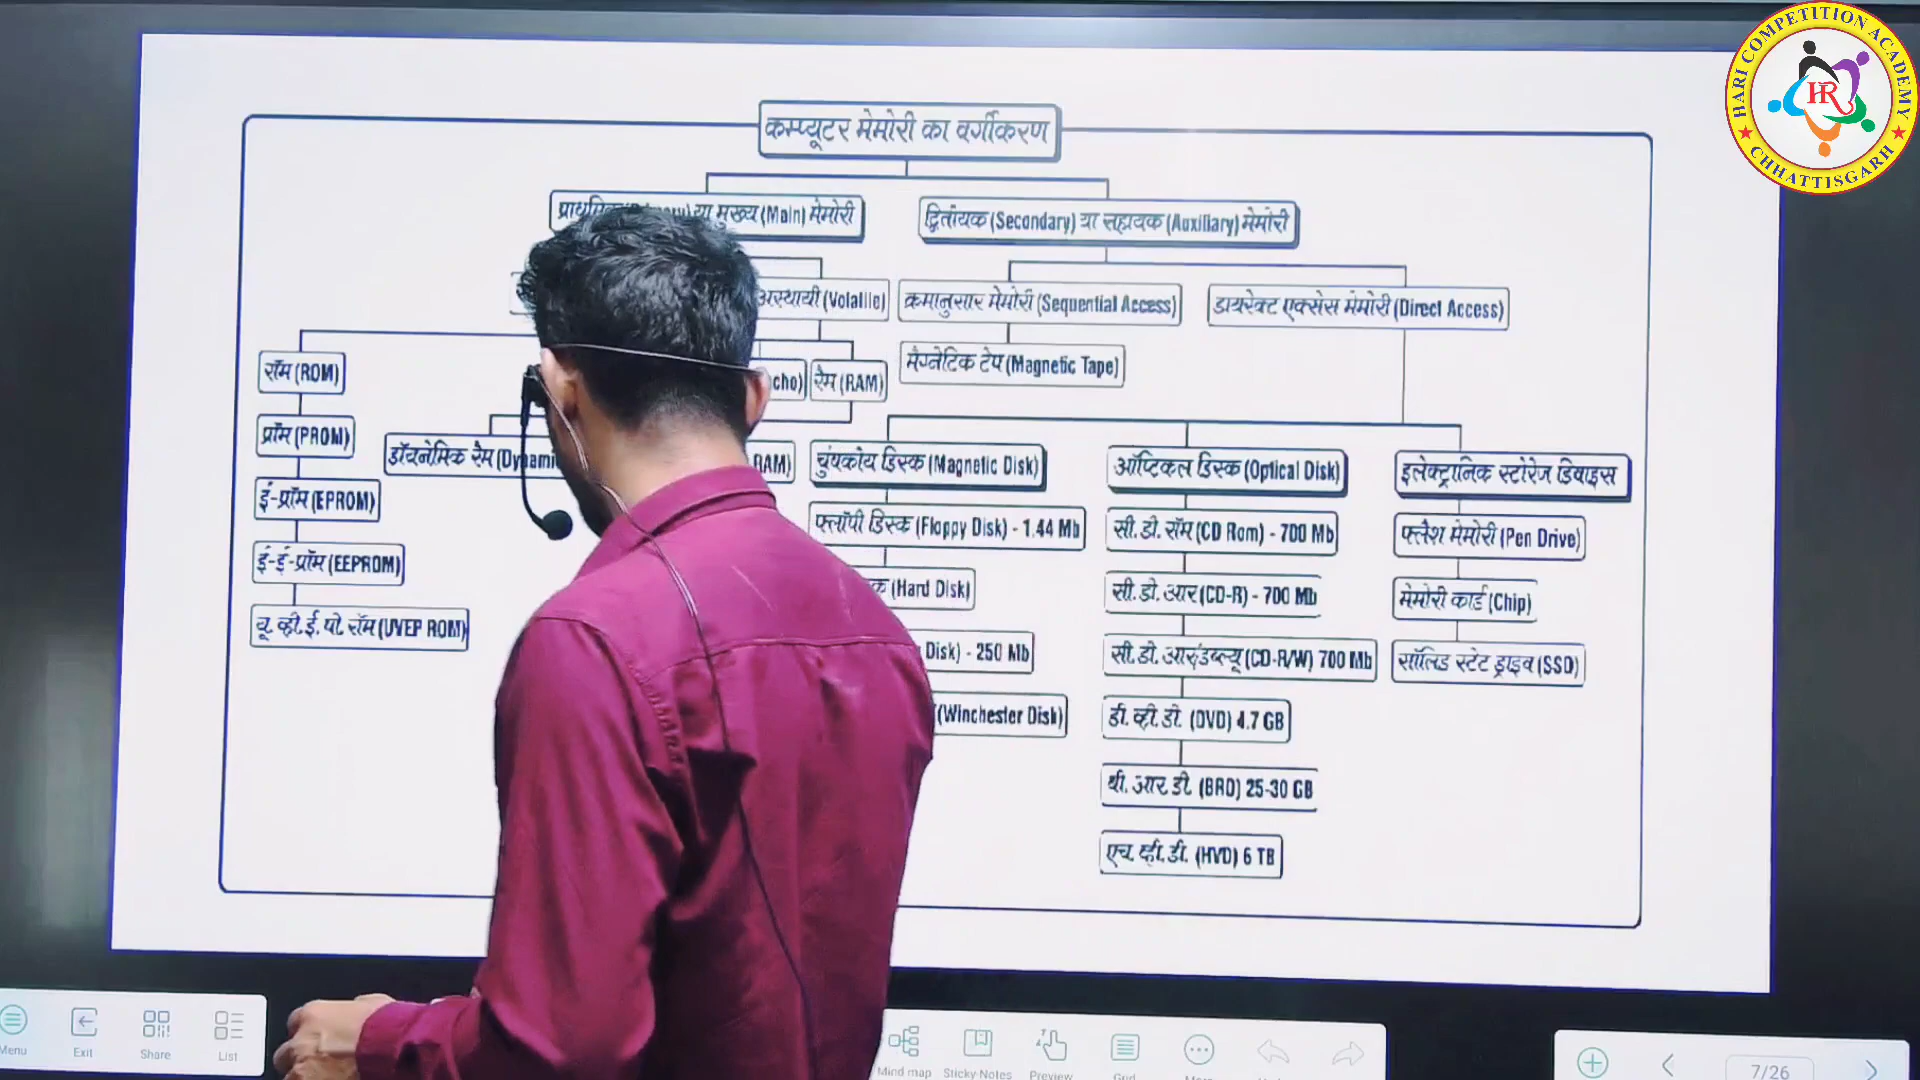 HARI COMPETITION ACADEMY
HR
CHHATTISGARH
कम्प्यूटर मेमोरी का वर्गीकरण
या मुख्य (Main) मेमोरी
द्वितीयक (Secondary) या सहायक (Auxiliary) मेमोरी
अस्थायी (Volatile)
क्रमानुसार मेमोरी (Sequential Access)
डायरेक्ट एक्सेस मेमोरी (Direct Access)
रॉम (ROM)
रैम (RAM)
मैग्नेटिक टेप (Magnetic Tape)
प्रॉम (PROM)
डॉयनेमिक रैम
RAM)
चुंबकीय डिस्क (Magnetic Disk)
ऑप्टिकल डिस्क (Optical Disk)
इलेक्ट्रानिक स्टोरेज डिवाइस
ई-प्रॉम (EPROM)
फ्लॉपी डिस्क (Floppy Disk) - 1.44 Mb
सी.डी. रॉम (CD Rom) - 700 Mb
फ्लैश मेमोरी (Pen Drive)
ई-ई-प्रॉम (EEPROM)
(Hard Disk)
सी.डी. आर (CD-R) - 700 Mb
मेमोरी कार्ड (Chip)
यू.व्ही.ई.पी. रॉम (UVEP ROM)
Disk) - 250 Mb
सी.डी. आर/डब्ल्यू (CD-R/W) 700 Mb
सॉलिड स्टेट ड्राइव (SSD)
(Winchester Disk)
डी.व्ही.डी. (DVD) 4.7 GB
बी.आर.डी. (BRD) 25-30 GB
एच.व्ही.डी. (HVD) 6 TB
Menu
Exit
Share
List
Mind map
Sticky Notes
Preview
7/26